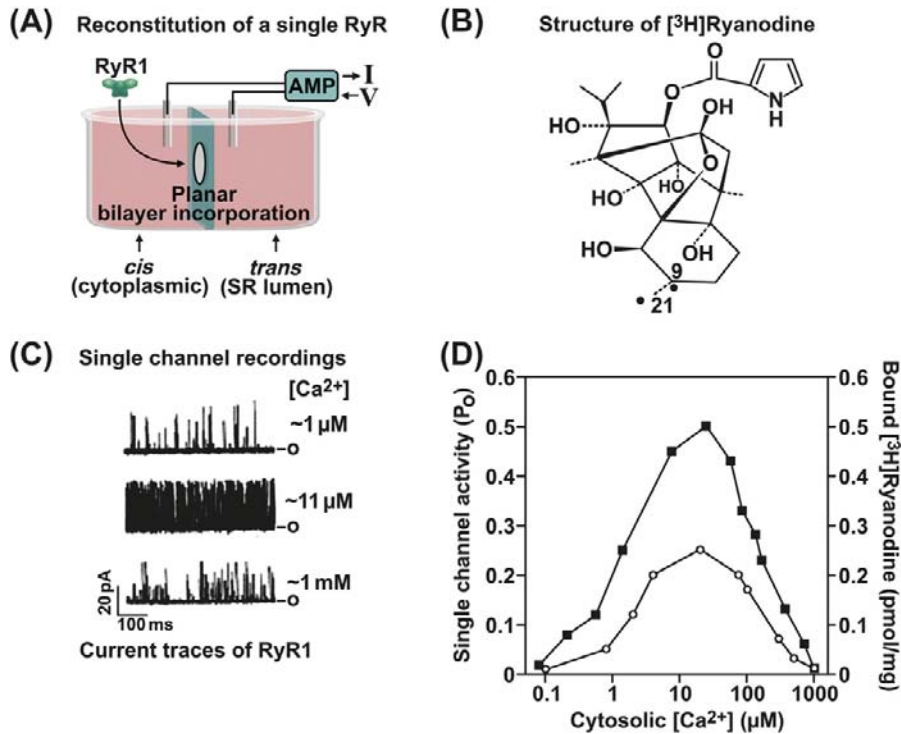 (A) Reconstitution of a single RyR
RyR1
AMP
I
V
Planar
bilayer incorporation
cis
(cytoplasmic)
trans
(SR lumen)
(B) Structure of [³H]Ryanodine
O
O
OH
N
H
HO
O
HO
HO
HO
OH
9
21
(C) Single channel recordings
[Ca²⁺]
~1 µM
o
~11 µM
o
~1 mM
o
20 pA
100 ms
Current traces of RyR1
(D)
Single channel activity (Pₒ)
0.6
0.5
0.4
0.3
0.2
0.1
0
0.1
1
10
100
1000
Cytosolic [Ca²⁺] (µM)
0.6
0.5
0.4
0.3
0.2
0.1
0
Bound [³H]Ryanodine (pmol/mg)